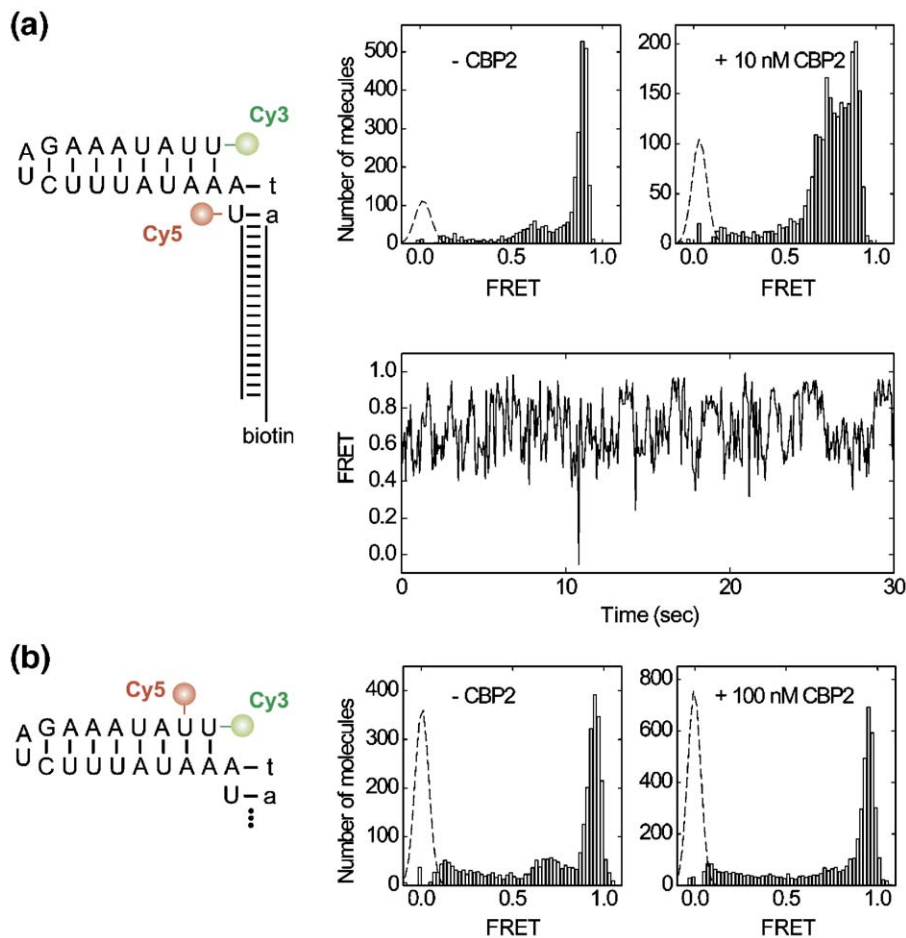 (a)
Cy3
A G A A A U A U U
U C U U U A U A A A – t
Cy5 U – a
biotin
- CBP2
Number of molecules
500
400
300
200
100
0
0.0 0.5 1.0
FRET
+ 10 nM CBP2
200
150
100
50
0
0.0 0.5 1.0
FRET
FRET
1.0
0.8
0.6
0.4
0.2
0.0
0 10 20 30
Time (sec)
(b)
Cy5
Cy3
A G A A A U A U U
U C U U U A U A A A – t
U – a
- CBP2
Number of molecules
400
300
200
100
0
0.0 0.5 1.0
FRET
+ 100 nM CBP2
800
600
400
200
0
0.0 0.5 1.0
FRET